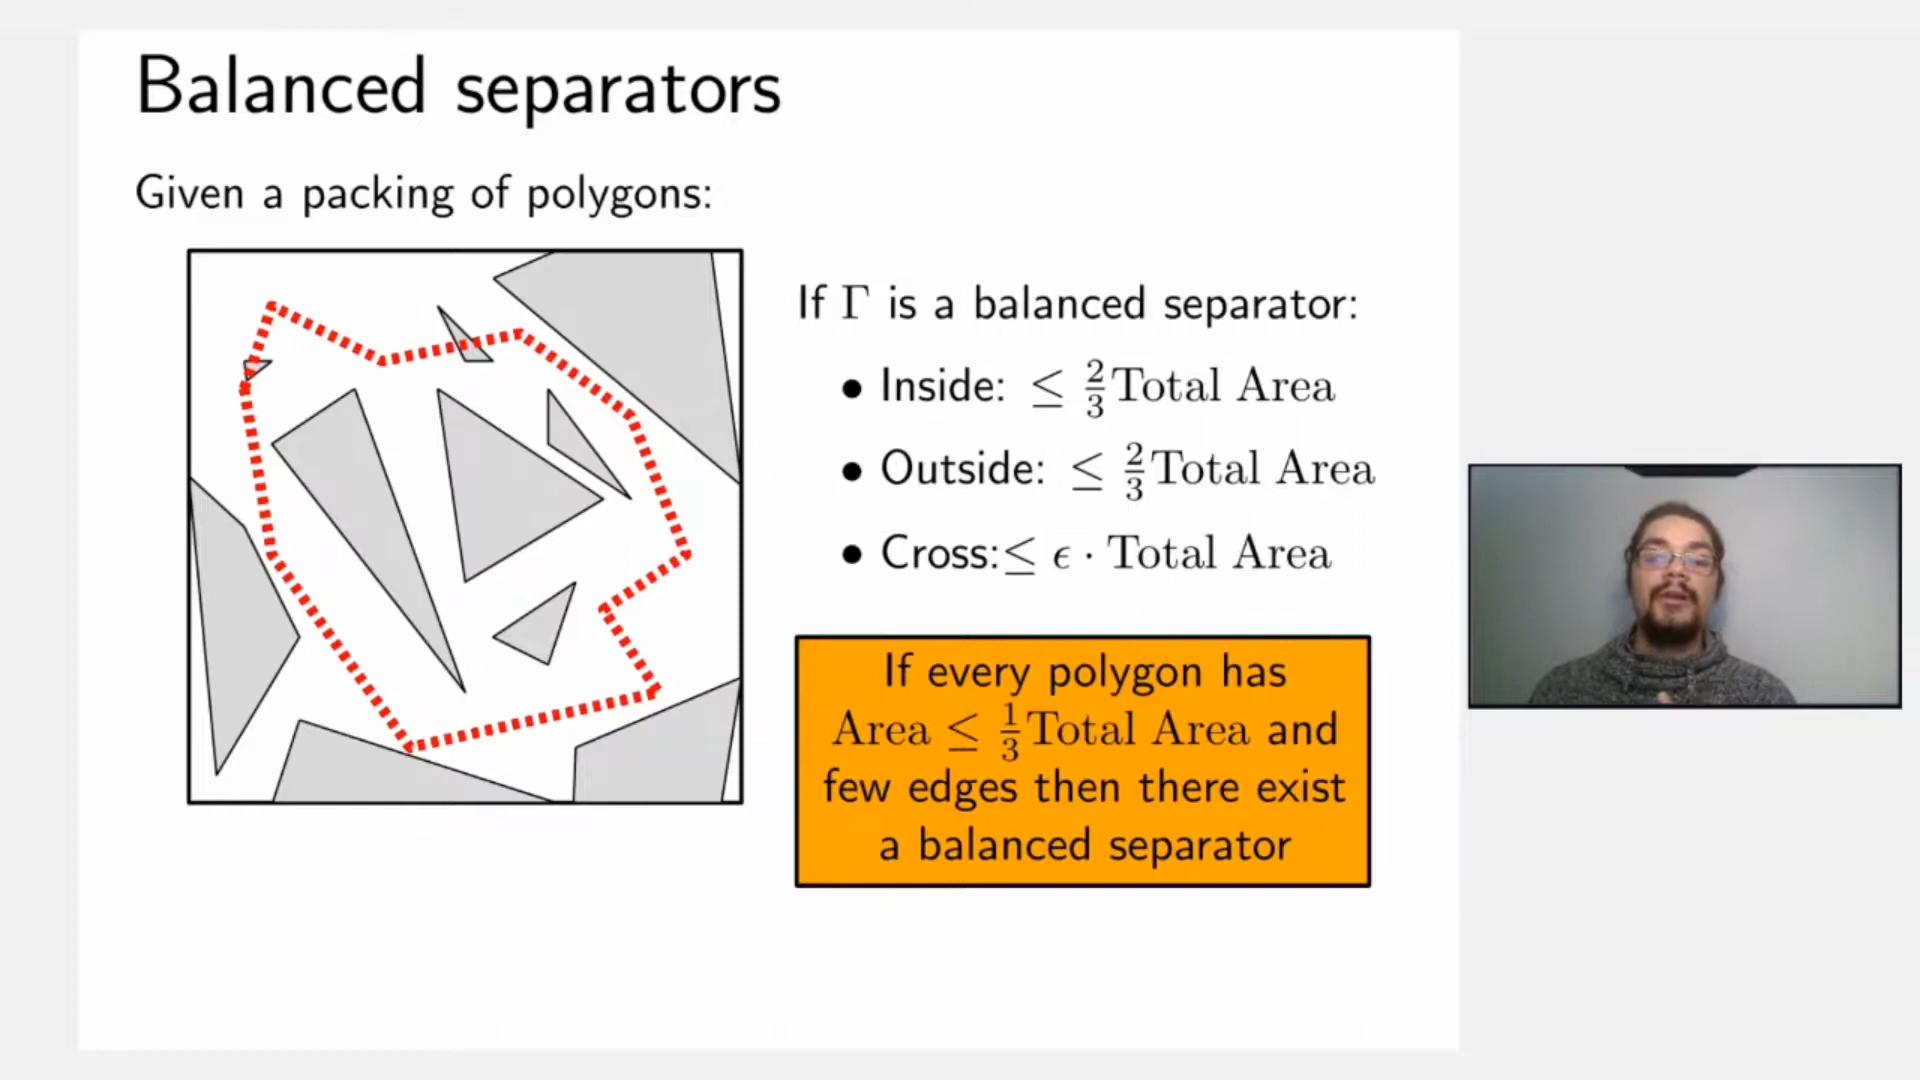 Balanced separators
Given a packing of polygons:
If Γ is a balanced separator:
• Inside: ≤ 2/3 Total Area
• Outside: ≤ 2/3 Total Area
• Cross:≤ ϵ · Total Area
If every polygon has
Area ≤ 1/3 Total Area and
few edges then there exist
a balanced separator